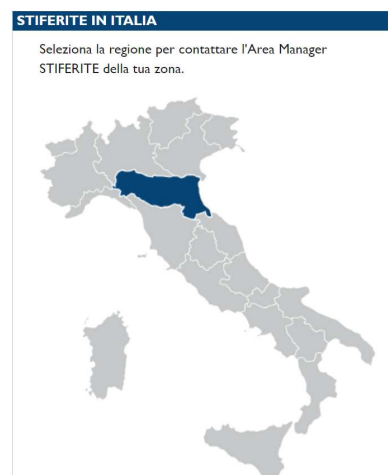 STIFERITE IN ITALIA
Seleziona la regione per contattare l'Area Manager
STIFERITE della tua zona.